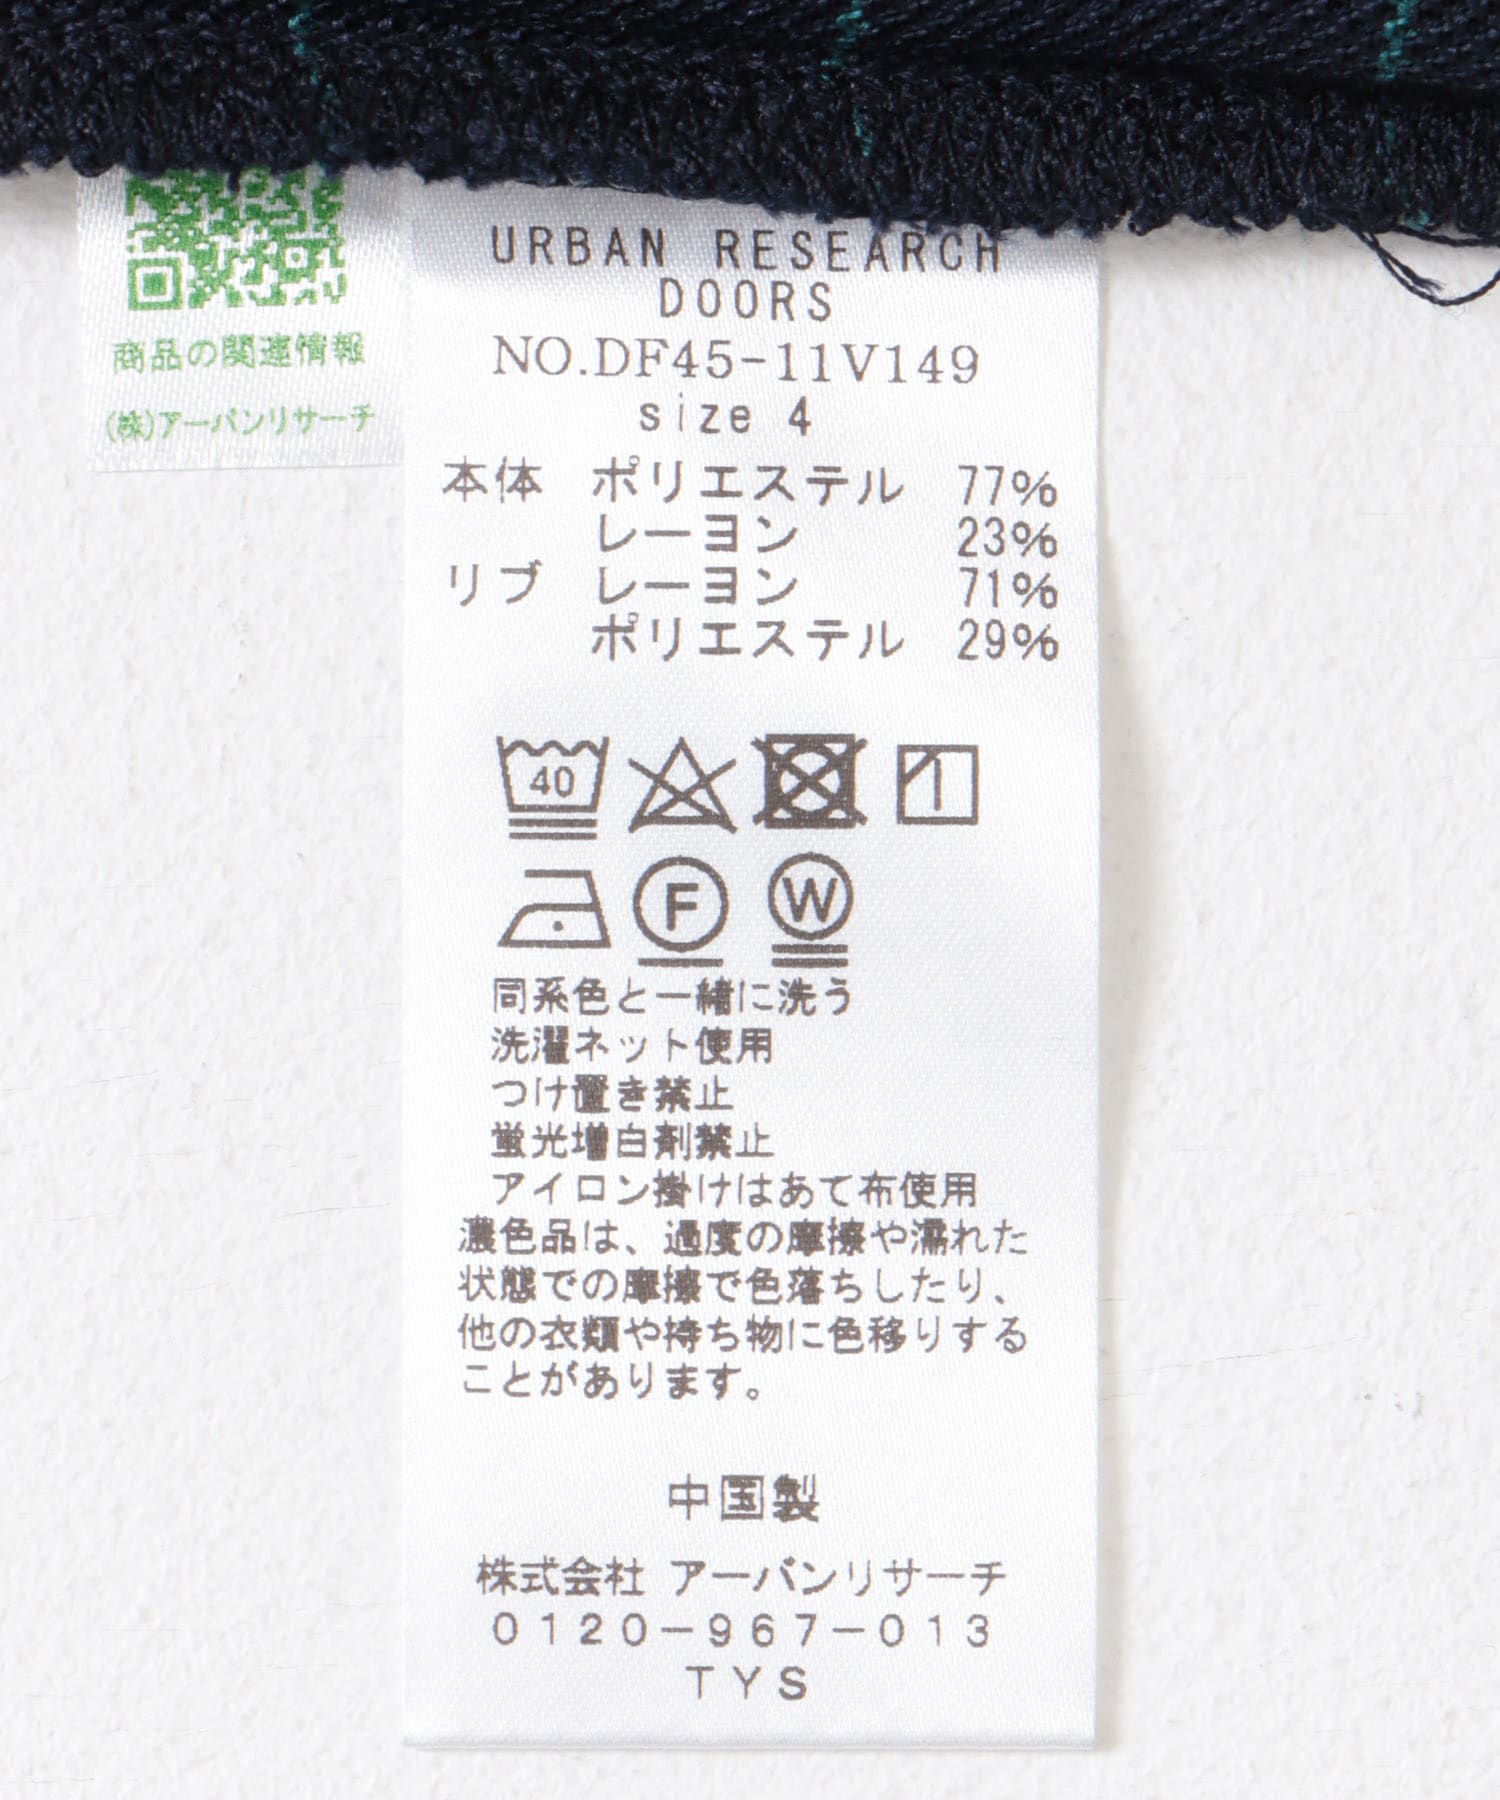 商品の関連情報
(株)アーバンリサーチ
URBAN RESEARCH
DOORS
NO.DF45-11V149
size 4
本体 ポリエステル 77%
レーヨン 23%
リブ レーヨン 71%
ポリエステル 29%
40
F W
同系色と一緒に洗う
洗濯ネット使用
つけ置き禁止
蛍光増白剤禁止
アイロン掛けはあて布使用
濃色品は、過度の摩擦や濡れた
状態での摩擦で色落ちしたり、
他の衣類や持ち物に色移りする
ことがあります。
中国製
株式会社 アーバンリサーチ
0120-967-013
TYS